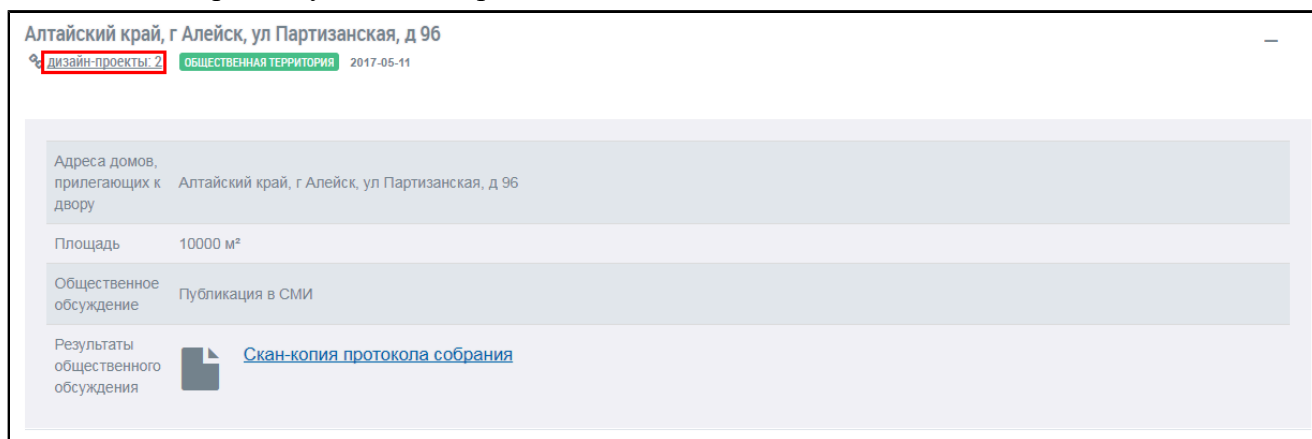 Алтайский край, г Алейск, ул Партизанская, д 96
дизайн-проекты: 2 ОБЩЕСТВЕННАЯ ТЕРРИТОРИЯ 2017-05-11
Адреса домов,
прилегающих к Алтайский край, г Алейск, ул Партизанская, д 96
двору
Площадь 10000 м²
Общественное
обсуждение Публикация в СМИ
Результаты
общественного Скан-копия протокола собрания
обсуждения